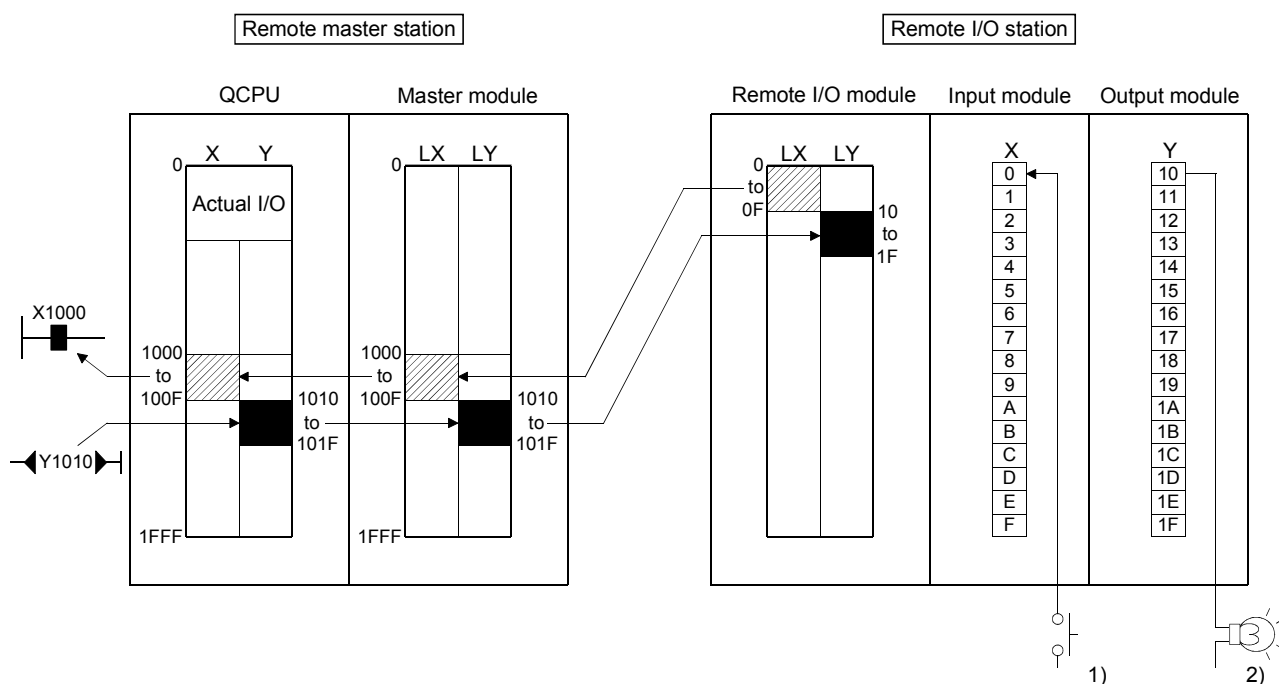 Remote master station
Remote I/O station
QCPU
Master module
Remote I/O module
Input module
Output module
X Y
LX LY
LX LY
X
Y
0
Actual I/O
X1000
1000
to
100F
1010
to
101F
Y1010
1FFF
0
1000
to
100F
1010
to
101F
1FFF
0
to
0F
10
to
1F
0
1
2
3
4
5
6
7
8
9
A
B
C
D
E
F
10
11
12
13
14
15
16
17
18
19
1A
1B
1C
1D
1E
1F
1)
2)